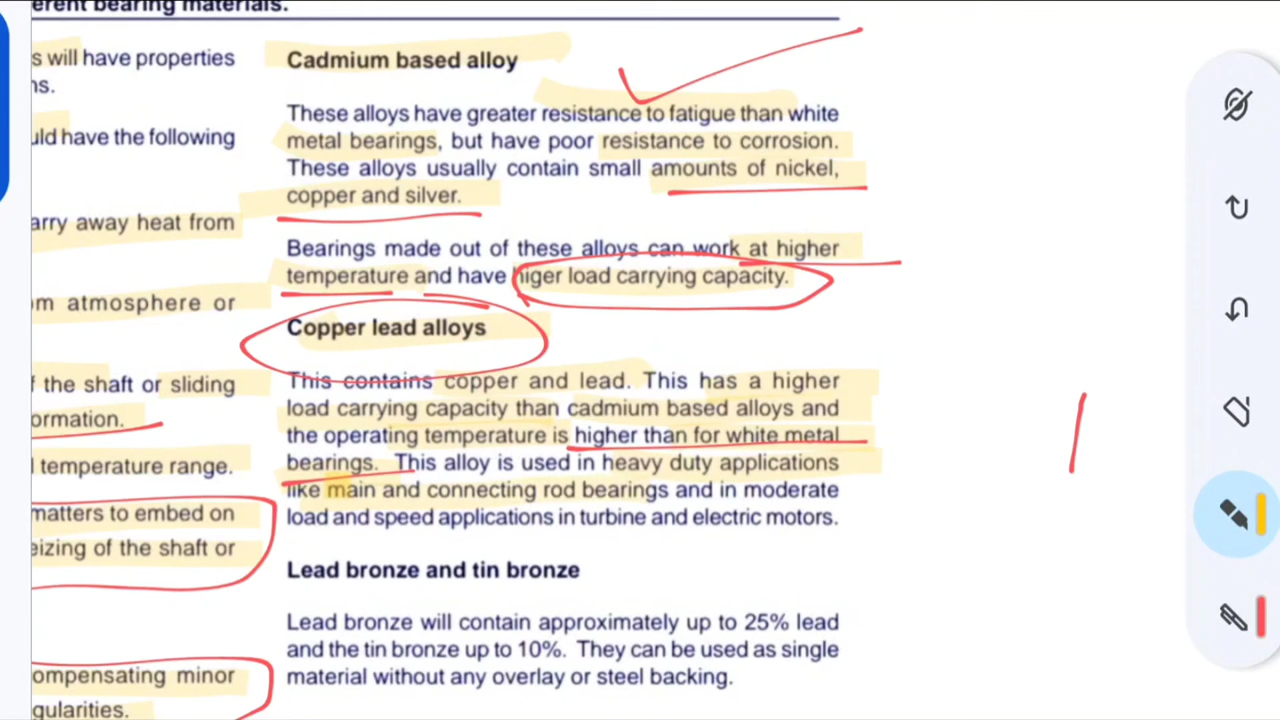 erent bearing materials.
s will have properties
ns.
uld have the following
arry away heat from
m atmosphere or
f the shaft or sliding
ormation.
l temperature range.
matters to embed on
eizing of the shaft or
ompensating minor
gularities.
Cadmium based alloy
These alloys have greater resistance to fatigue than white
metal bearings, but have poor resistance to corrosion.
These alloys usually contain small amounts of nickel,
copper and silver.
Bearings made out of these alloys can work at higher
temperature and have higer load carrying capacity.
Copper lead alloys
This contains copper and lead. This has a higher
load carrying capacity than cadmium based alloys and
the operating temperature is higher than for white metal
bearings. This alloy is used in heavy duty applications
like main and connecting rod bearings and in moderate
load and speed applications in turbine and electric motors.
Lead bronze and tin bronze
Lead bronze will contain approximately up to 25% lead
and the tin bronze up to 10%. They can be used as single
material without any overlay or steel backing.